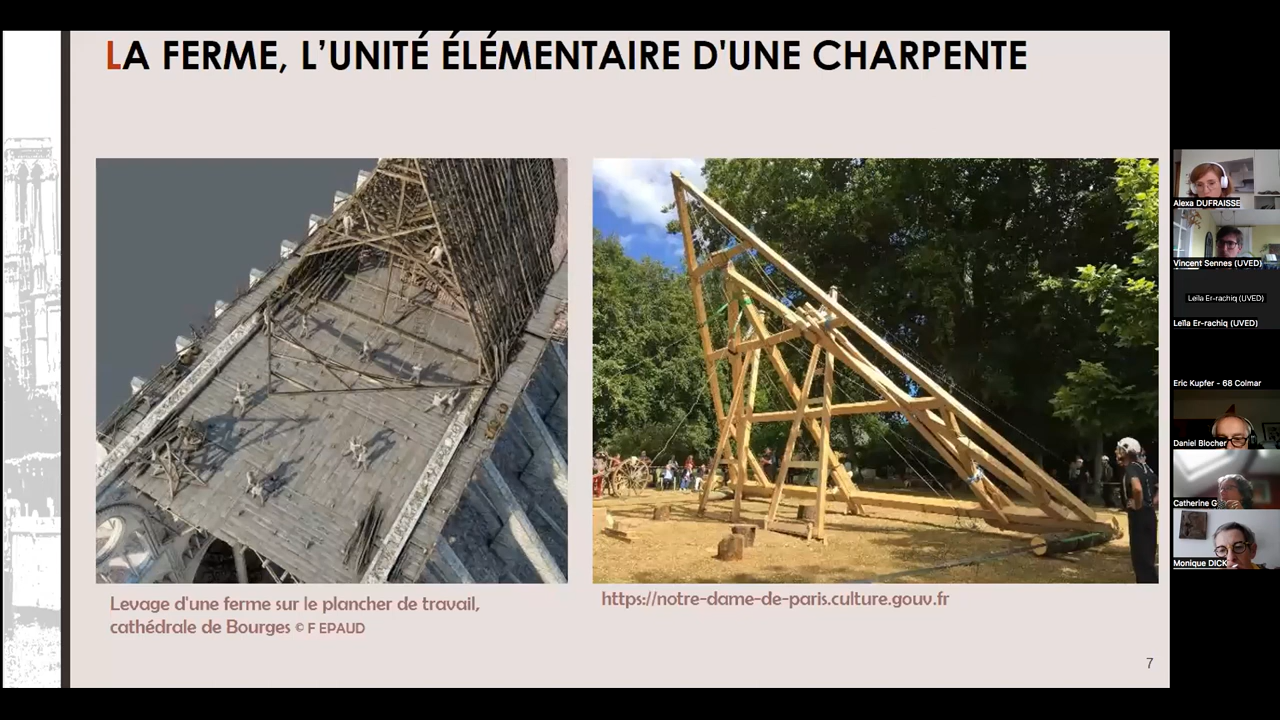 LA FERME, L'UNITÉ ÉLÉMENTAIRE D'UNE CHARPENTE
Levage d'une ferme sur le plancher de travail,
cathédrale de Bourges © F EPAUD
https://notre-dame-de-paris.culture.gouv.fr
7
Alexa DUFRAISSE
Vincent Sennes (UVED)
Leïla Er-rachiq (UVED)
Leïla Er-rachiq (UVED)
Eric Kupfer - 68 Colmar
Daniel Blocher
Catherine G
Monique DICK